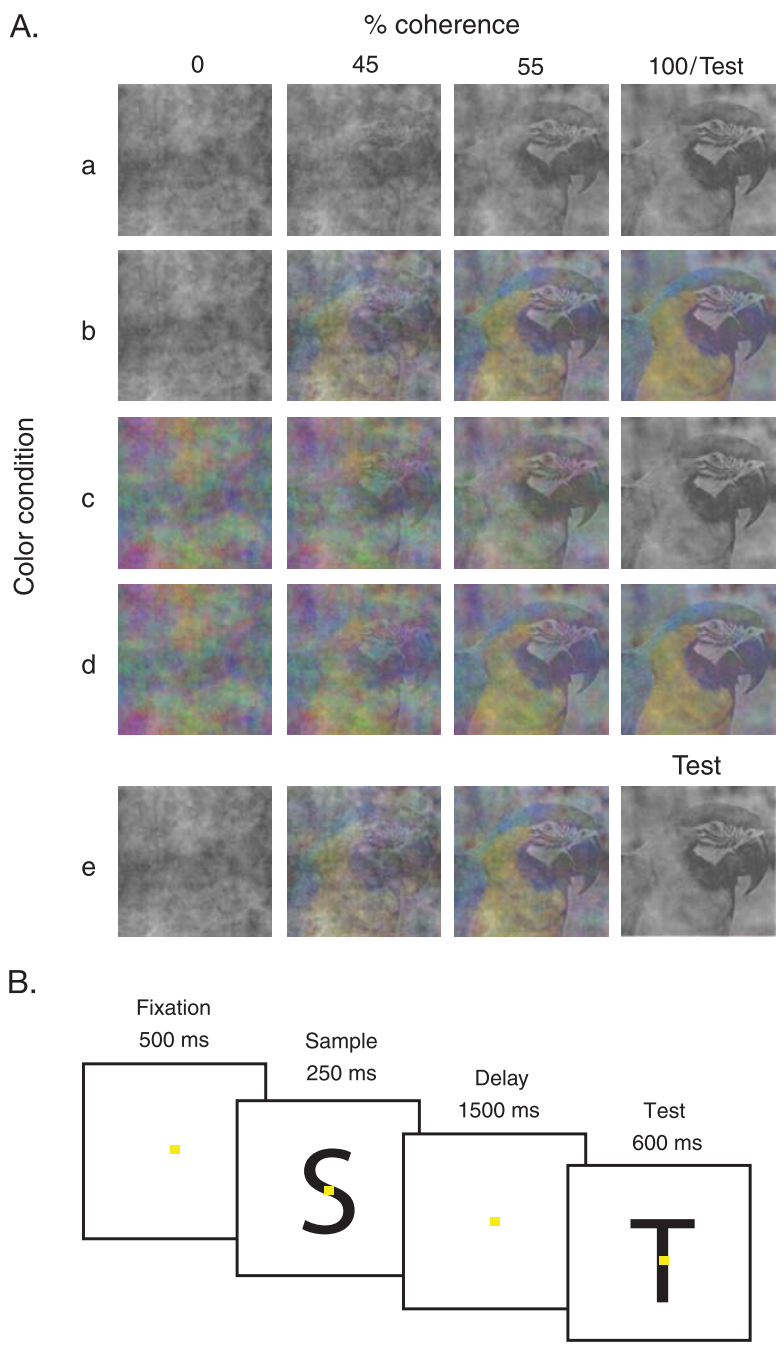 A.
% coherence
0 45 55 100/Test
Color condition
a
b
c
d
Test
e
B.
Fixation
500 ms
Sample
250 ms
Delay
1500 ms
Test
600 ms
S
T